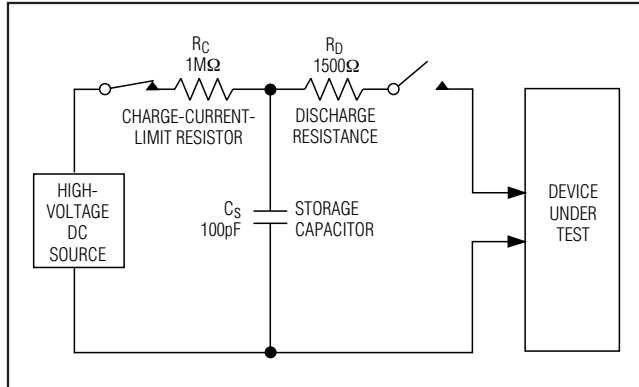 RC
1MΩ
CHARGE-CURRENT-
LIMIT RESISTOR
RD
1500Ω
DISCHARGE
RESISTANCE
HIGH-
VOLTAGE
DC
SOURCE
CS
100pF
STORAGE
CAPACITOR
DEVICE
UNDER
TEST